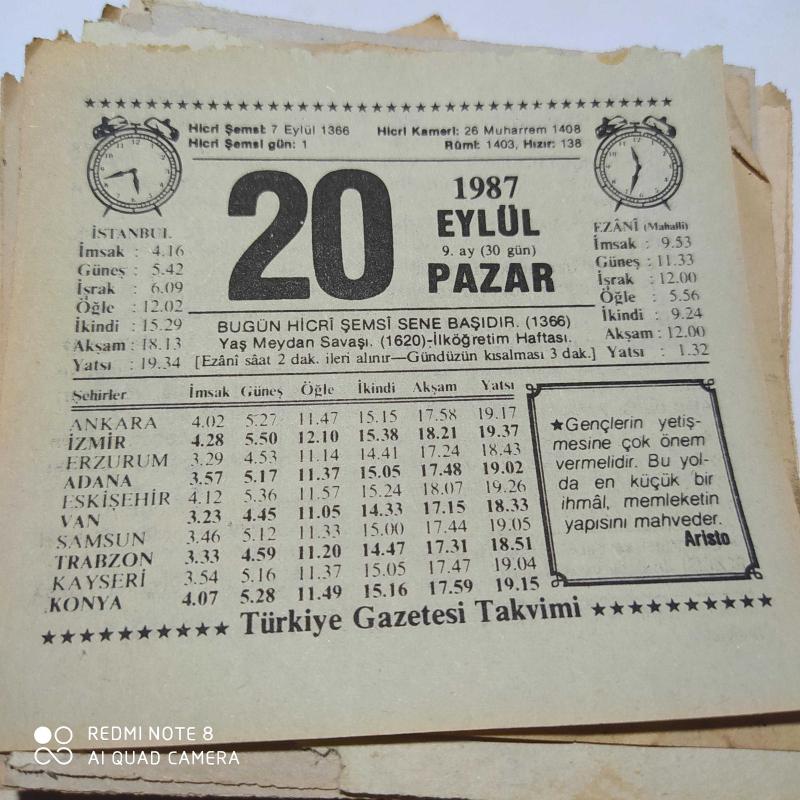 ★★★★★★★★★★★★★★★★★★★★★★★★★★★★★★★★★★★★★★★★★★★★
Hicrî Şemsî: 7 Eylül 1366 Hicrî Kamerî: 26 Muharrem 1408
Hicrî Şemsî gün: 1 Rûmî: 1403, Hızır: 138
20
1987
EYLÜL
9. ay (30 gün)
PAZAR
İSTANBUL
İmsak : 4.16
Güneş : 5.42
İşrak : 6.09
Öğle : 12.02
İkindi : 15.29
Akşam : 18.13
Yatsı : 19.34
EZÂNÎ (Mahallî)
İmsak : 9.53
Güneş : 11.33
İşrak : 12.00
Öğle : 5.56
İkindi : 9.24
Akşam : 12.00
Yatsı : 1.32
BUGÜN HİCRÎ ŞEMSÎ SENE BAŞIDIR. (1366)
Yaş Meydan Savaşı. (1620)-İlköğretim Haftası.
[Ezânî sâat 2 dak. ileri alınır—Gündüzün kısalması 3 dak.]
Şehirler İmsak Güneş Öğle İkindi Akşam Yatsı
ANKARA 4.02 5.27 11.47 15.15 17.58 19.17
İZMİR 4.28 5.50 12.10 15.38 18.21 19.37
ERZURUM 3.29 4.53 11.14 14.41 17.24 18.43
ADANA 3.57 5.17 11.37 15.05 17.48 19.02
ESKİŞEHİR 4.12 5.36 11.57 15.24 18.07 19.26
VAN 3.23 4.45 11.05 14.33 17.15 18.33
SAMSUN 3.46 5.12 11.33 15.00 17.44 19.05
TRABZON 3.33 4.59 11.20 14.47 17.31 18.51
KAYSERİ 3.54 5.16 11.37 15.05 17.47 19.04
KONYA 4.07 5.28 11.49 15.16 17.59 19.15
★Gençlerin yetiş-
mesine çok önem
vermelidir. Bu yol-
da en küçük bir
ihmâl, memleketin
yapısını mahveder.
Aristo
★★★★★★★★★★ Türkiye Gazetesi Takvimi ★★★★★★★★★★
REDMI NOTE 8
AI QUAD CAMERA